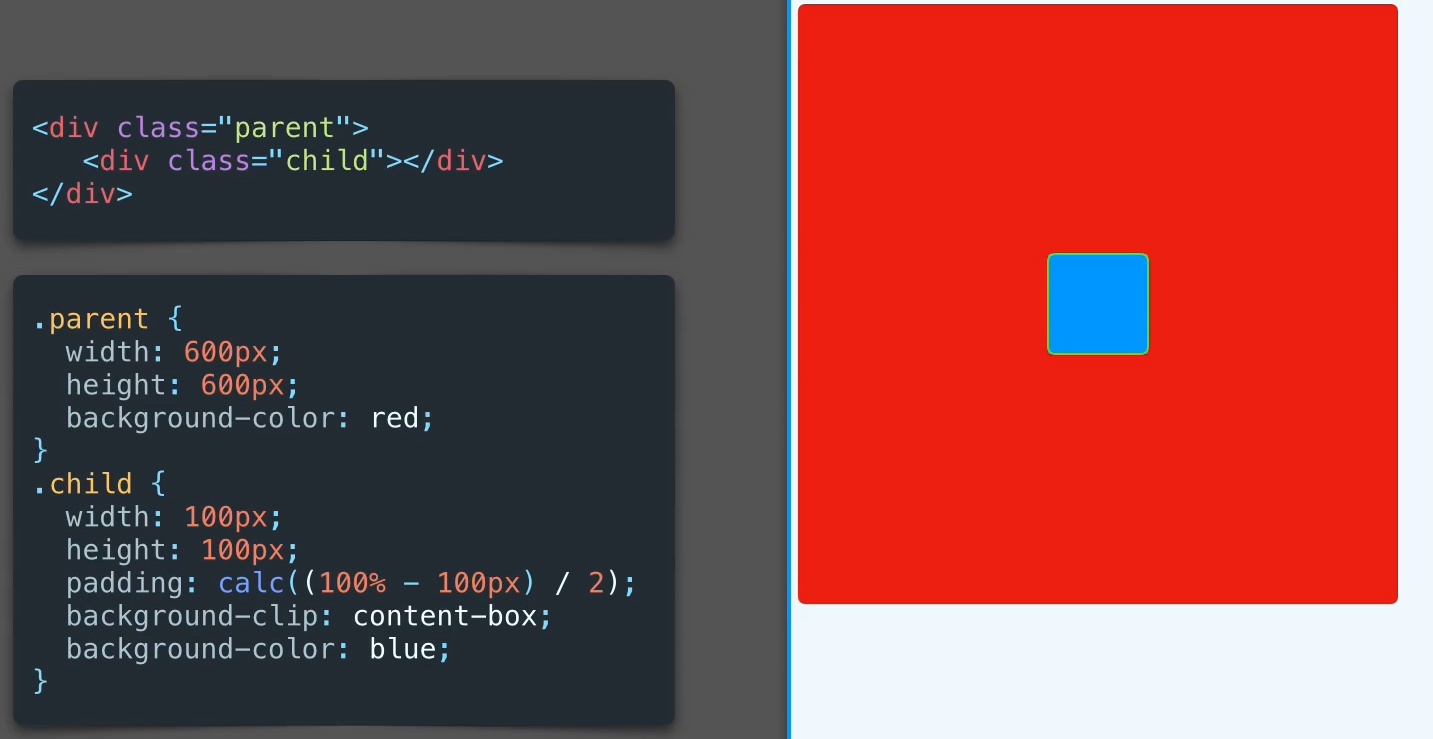 <div class="parent">
   <div class="child"></div>
</div>
.parent {
  width: 600px;
  height: 600px;
  background-color: red;
}
.child {
  width: 100px;
  height: 100px;
  padding: calc((100% - 100px) / 2);
  background-clip: content-box;
  background-color: blue;
}